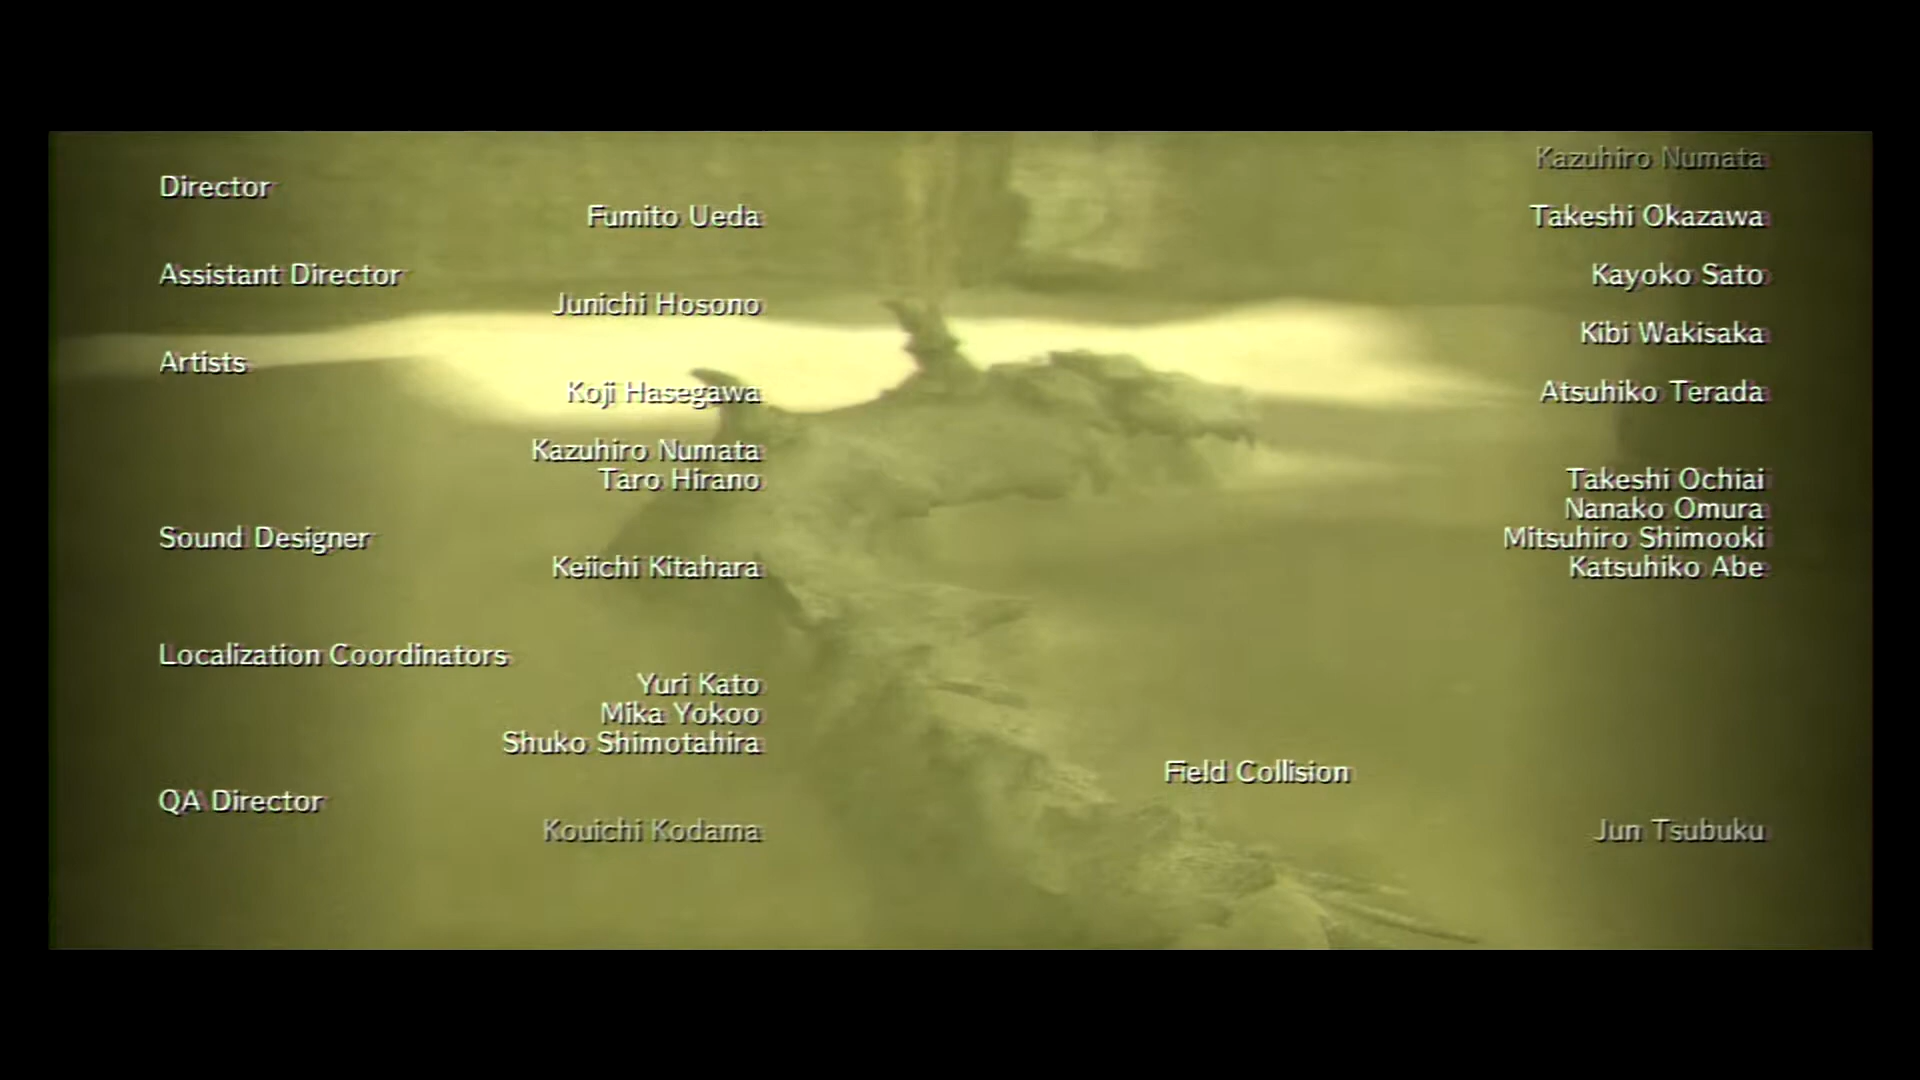 Director
Fumito Ueda
Assistant Director
Junichi Hosono
Artists
Koji Hasegawa
Kazuhiro Numata
Taro Hirano
Sound Designer
Keiichi Kitahara
Localization Coordinators
Yuri Kato
Mika Yokoo
Shuko Shimotahira
QA Director
Kouichi Kodama
Kazuhiro Numata
Takeshi Okazawa
Kayoko Sato
Kibi Wakisaka
Atsuhiko Terada
Takeshi Ochiai
Nanako Omura
Mitsuhiro Shimooki
Katsuhiko Abe
Field Collision
Jun Tsubuku